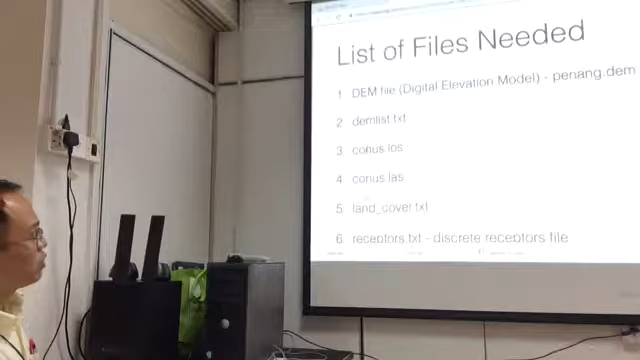 List of Files Needed
1 DEM file (Digital Elevation Model) - penang.dem
2 demlist.txt
3 conus.los
4 conus.las
5 land_cover.txt
6 receptors.txt - discrete receptors file